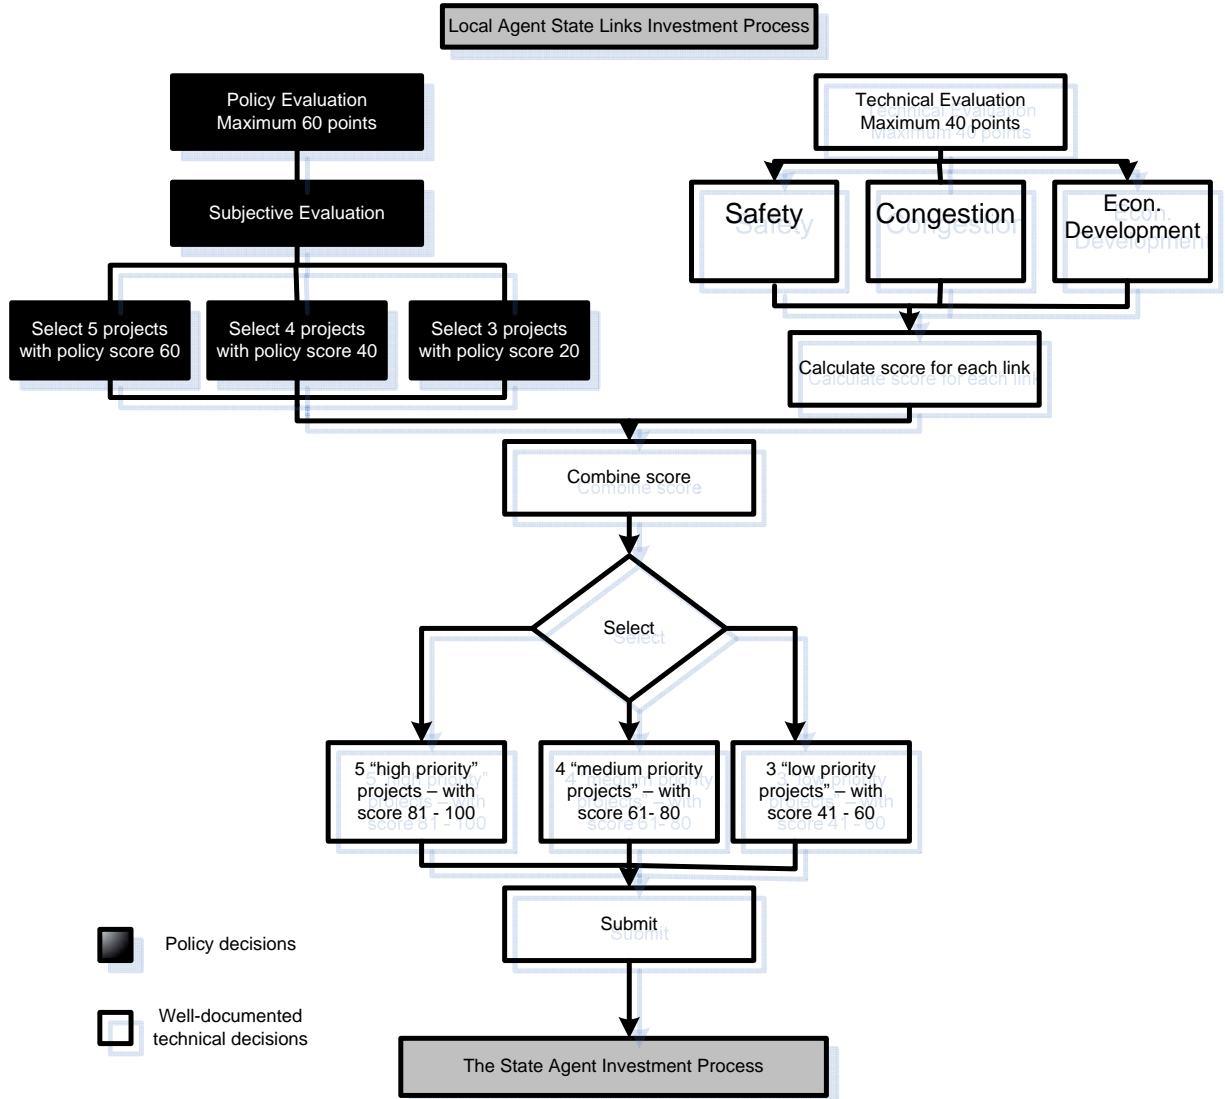 Local Agent State Links Investment Process
Policy Evaluation
Maximum 60 points
Technical Evaluation
Maximum 40 points
Subjective Evaluation
Safety
Congestion
Econ.
Development
Select 5 projects
with policy score 60
Select 4 projects
with policy score 40
Select 3 projects
with policy score 20
Calculate score for each link
Combine score
Select
5 “high priority”
projects – with
score 81 - 100
4 “medium priority
projects” – with
score 61- 80
3 “low priority
projects” – with
score 41 - 60
Submit
Policy decisions
Well-documented
technical decisions
The State Agent Investment Process